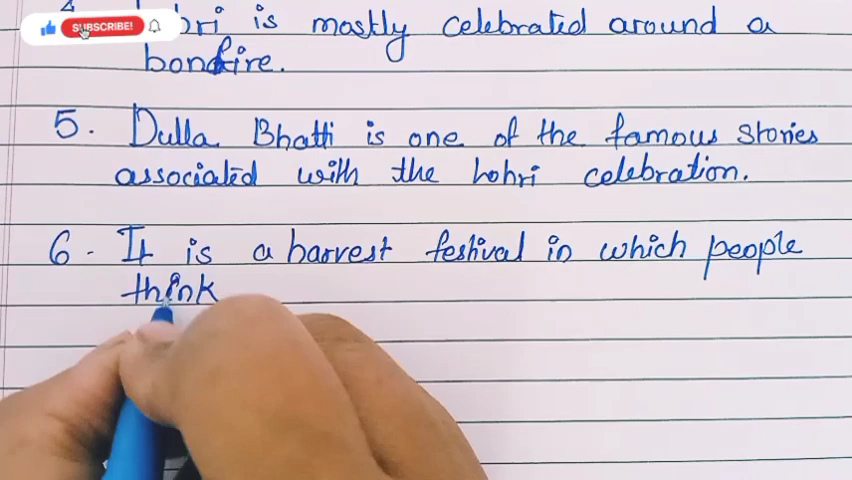 SUBSCRIBE!
is mostly celebrated around a
bonfire.
5. Dulla Bhatti is one of the famous stories
associated with the Lohri celebration.
6. It is a harvest festival in which people
think